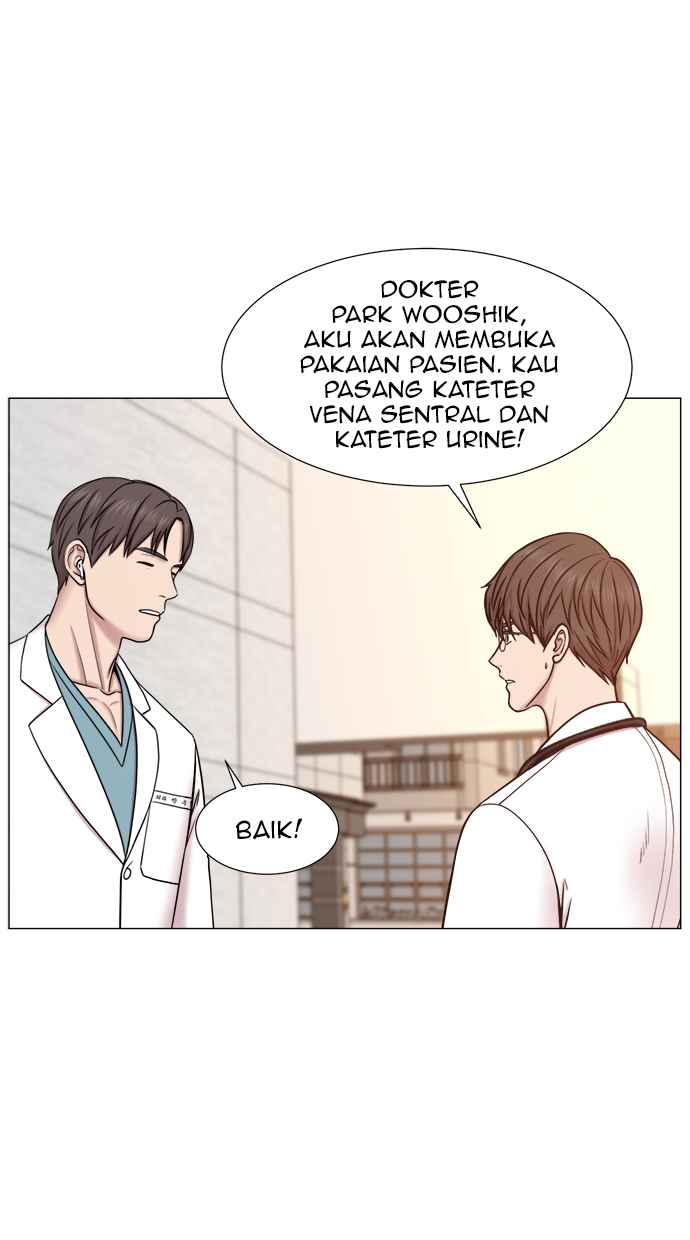 DOKTER
PARK WOOSHIK,
AKU AKAN MEMBUKA
PAKAIAN PASIEN. KAU
PASANG KATETER
VENA SENTRAL DAN
KATETER URINE!
BAIK!